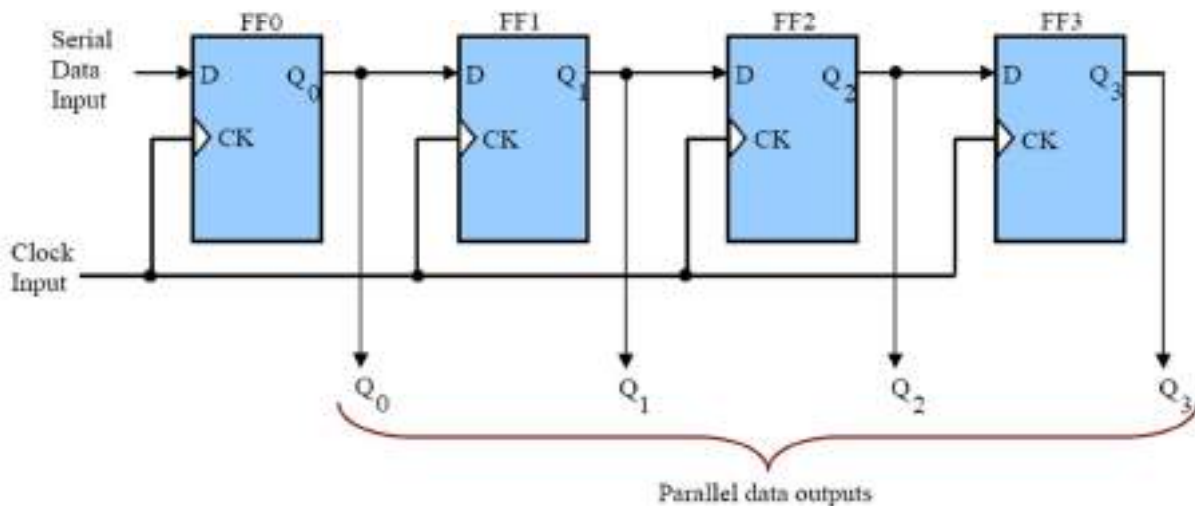 FF0
FF1
FF2
FF3
Serial
Data
Input
D
Q0
D
Q1
D
Q2
D
Q3
CK
CK
CK
CK
Clock
Input
Q0
Q1
Q2
Q3
Parallel data outputs